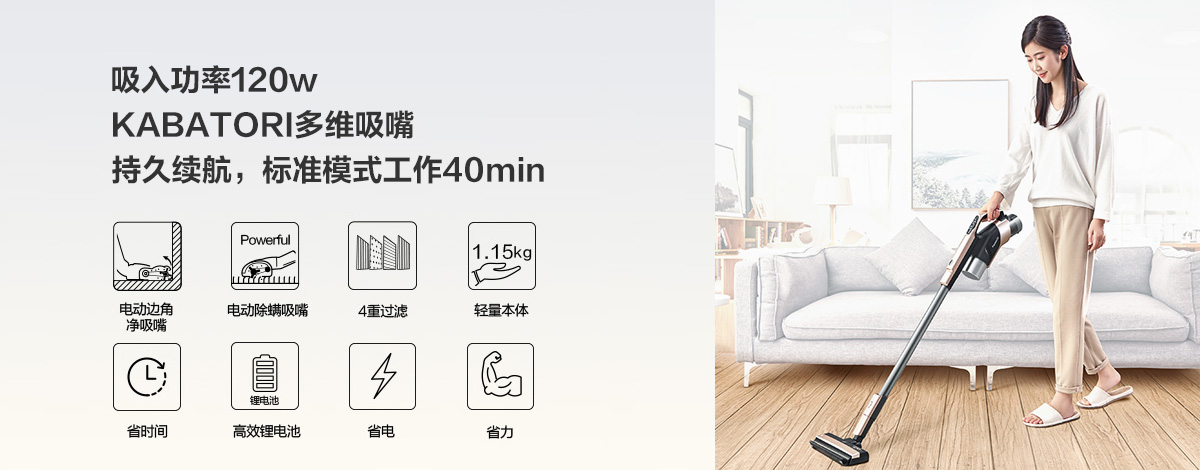 吸入功率120w
KABATORI多维吸嘴
持久续航，标准模式工作40min
Powerful
1.15kg
电动边角
净吸嘴
电动除螨吸嘴
4重过滤
轻量本体
锂电池
省时间
高效锂电池
省电
省力